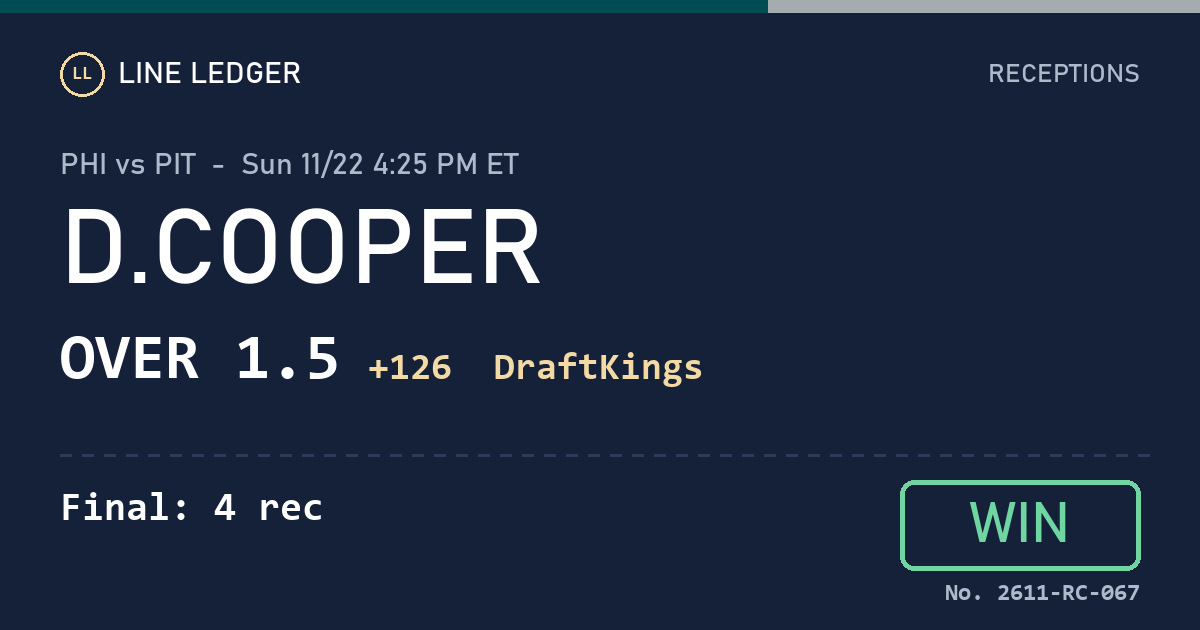 LL LINE LEDGER RECEPTIONS
PHI vs PIT - Sun 11/22 4:25 PM ET
D.COOPER
OVER 1.5 +126 DraftKings
Final: 4 rec
WIN
No. 2611-RC-067